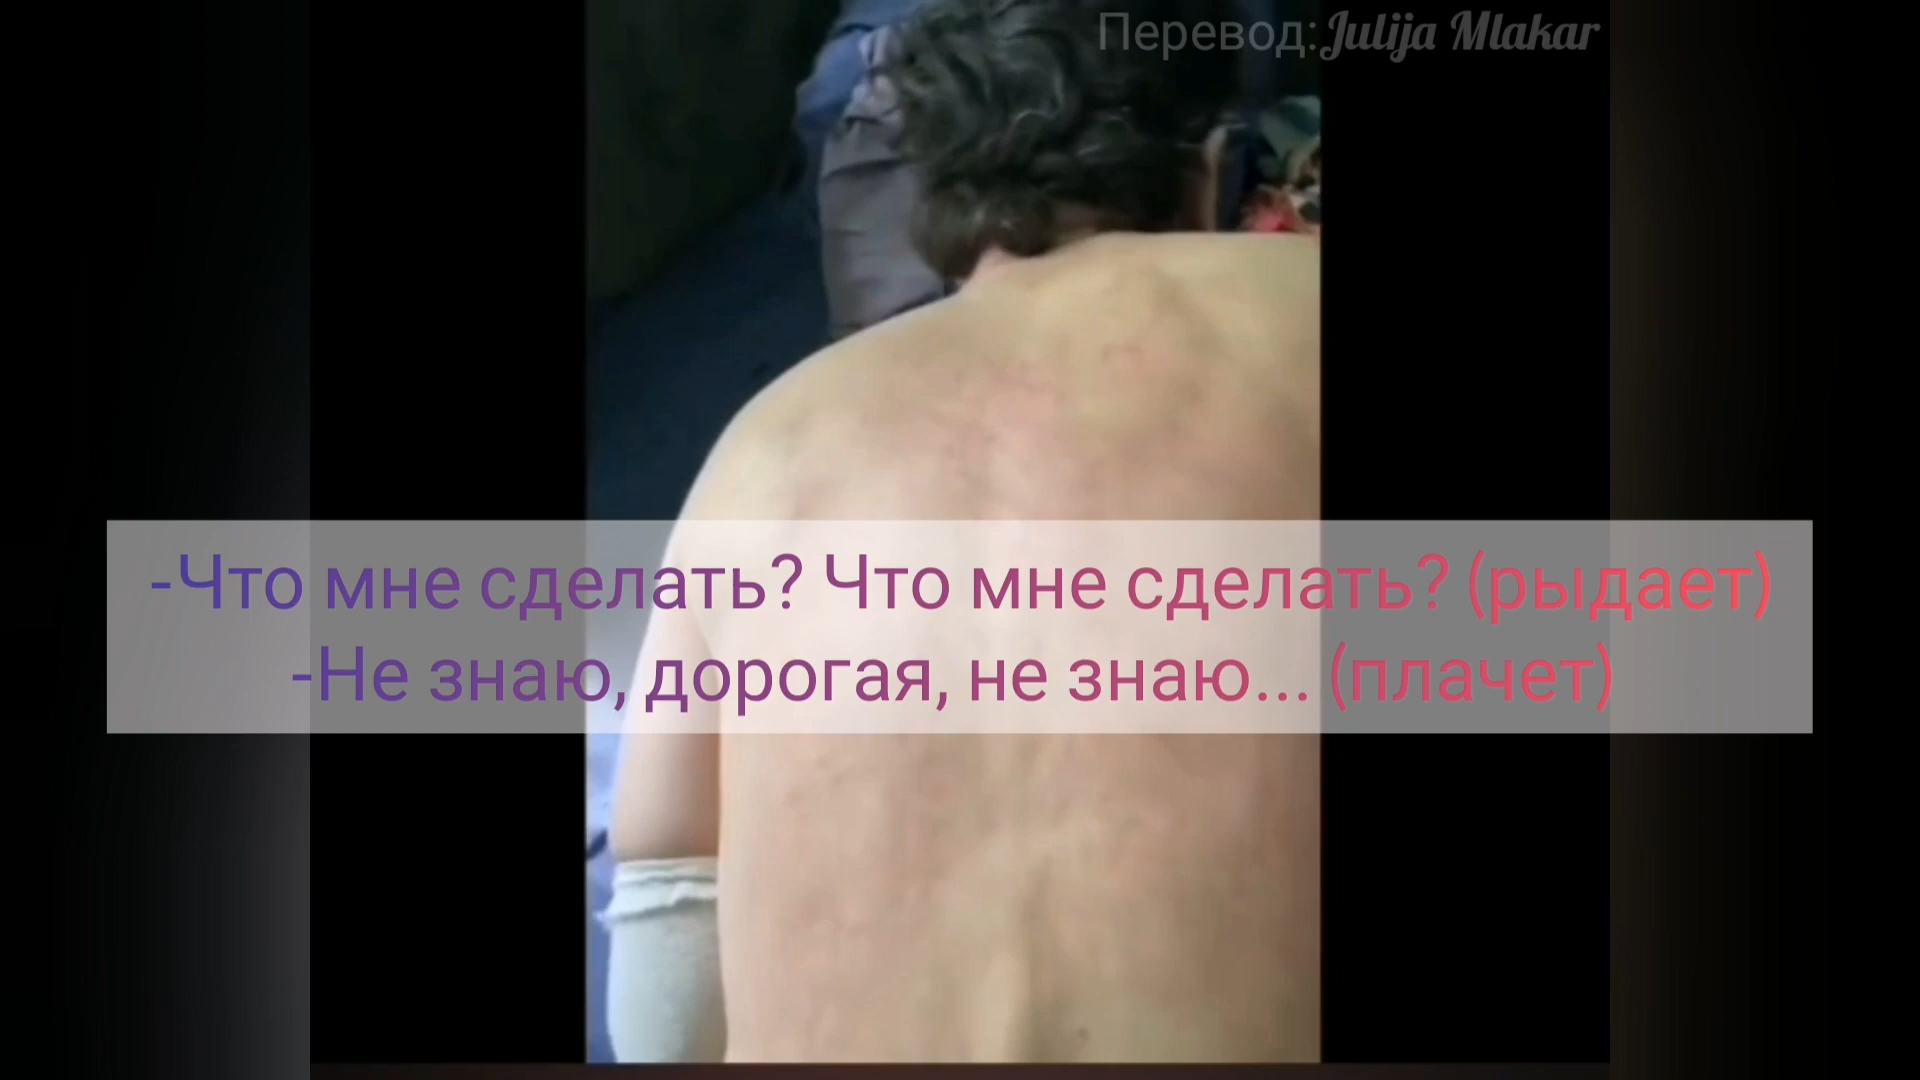 Перевод: Julija Mlakar
-Что мне сделать? Что мне сделать? (рыдает)
-Не знаю, дорогая, не знаю... (плачет)